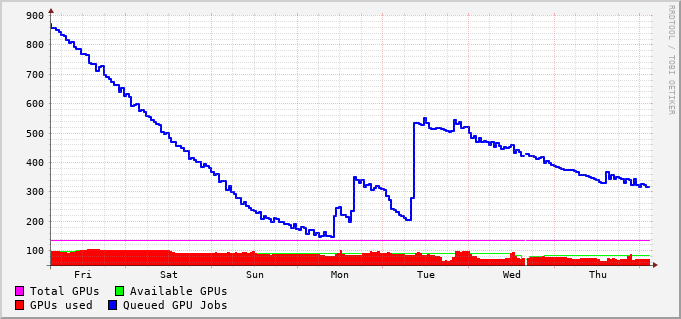 900
800
700
600
500
400
300
200
100
Fri Sat Sun Mon Tue Wed Thu
Total GPUs Available GPUs
GPUs used Queued GPU Jobs
RRDTOOL / TOBI OETIKER